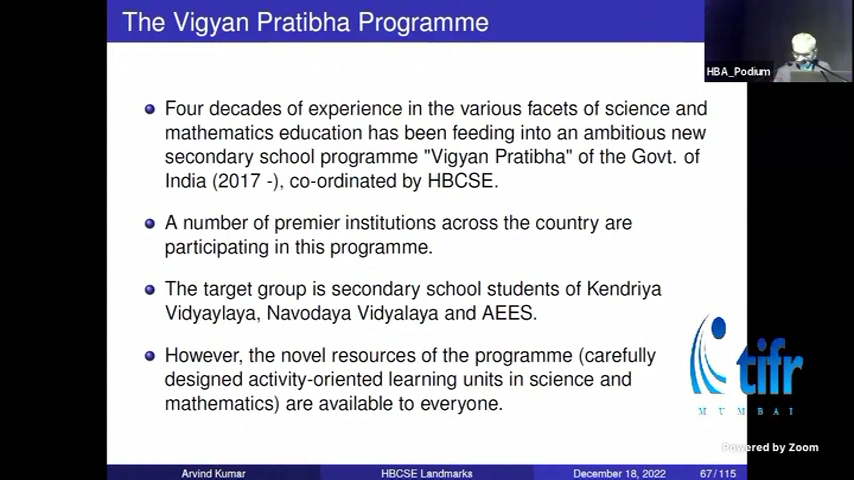 The Vigyan Pratibha Programme
HBA_Podium
Four decades of experience in the various facets of science and
mathematics education has been feeding into an ambitious new
secondary school programme "Vigyan Pratibha" of the Govt. of
India (2017 -), co-ordinated by HBCSE.
A number of premier institutions across the country are
participating in this programme.
The target group is secondary school students of Kendriya
Vidyaylaya, Navodaya Vidyalaya and AEES.
However, the novel resources of the programme (carefully
designed activity-oriented learning units in science and
mathematics) are available to everyone.
tifr
MUMBAI
Powered by Zoom
Arvind Kumar HBCSE Landmarks December 18, 2022 67/115